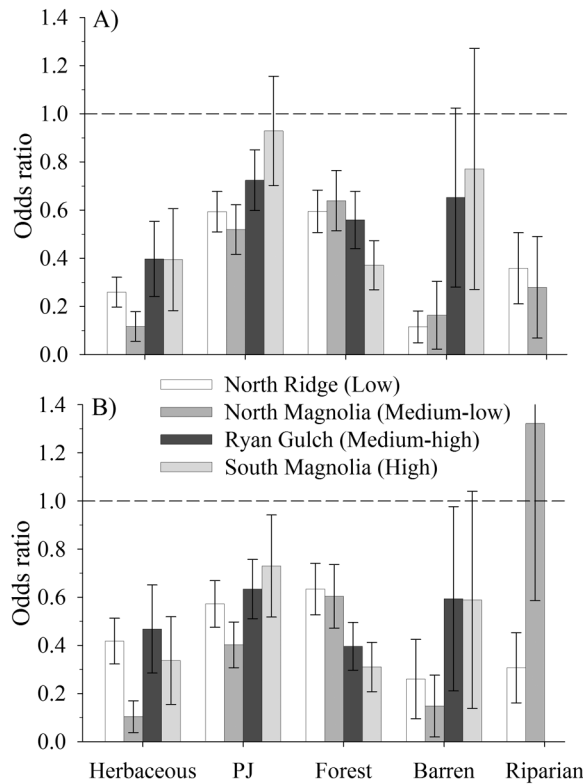 A)
1.4
1.2
1.0
0.8
0.6
0.4
0.2
0.0
Odds ratio
North Ridge (Low)
North Magnolia (Medium-low)
Ryan Gulch (Medium-high)
South Magnolia (High)
B)
1.4
1.2
1.0
0.8
0.6
0.4
0.2
0.0
Odds ratio
Herbaceous PJ Forest Barren Riparian